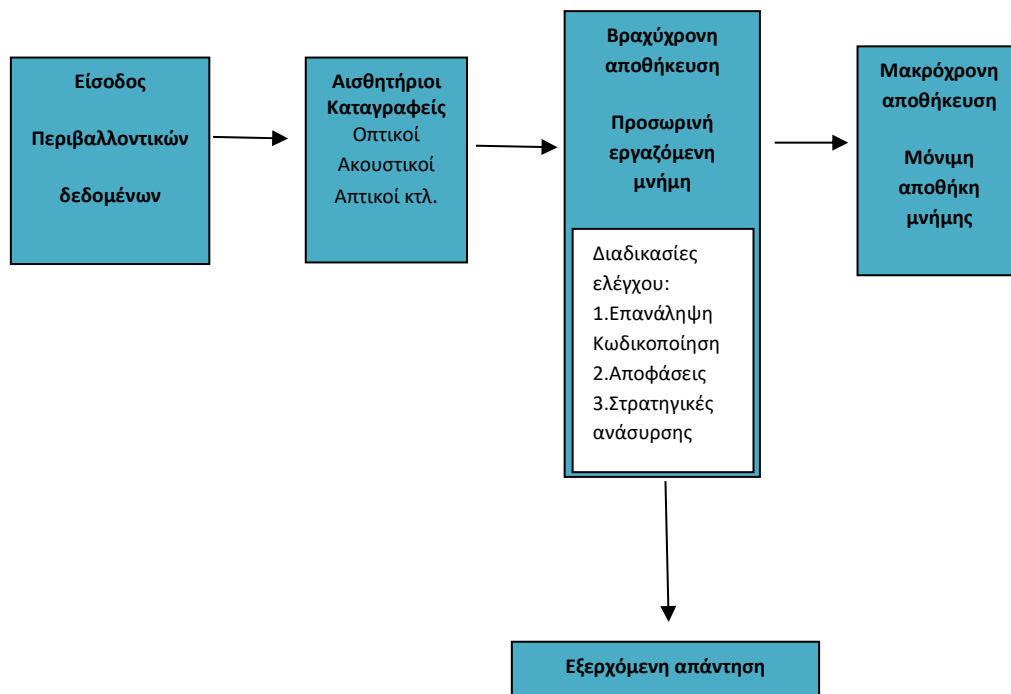 Είσοδος
Περιβαλλοντικών
δεδομένων
Αισθητήριοι
Καταγραφείς
Οπτικοί
Ακουστικοί
Απτικοί κτλ.
Βραχύχρονη
αποθήκευση
Προσωρινή
εργαζόμενη
μνήμη
Διαδικασίες
ελέγχου:
1.Επανάληψη
Κωδικοποίηση
2.Αποφάσεις
3.Στρατηγικές
ανάσυρσης
Μακρόχρονη
αποθήκευση
Μόνιμη
αποθήκη
μνήμης
Εξερχόμενη απάντηση